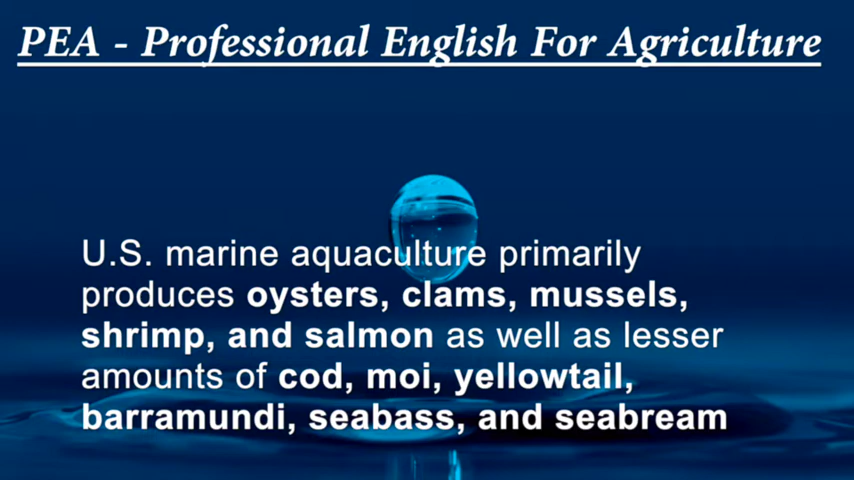 PEA - Professional English For Agriculture
U.S. marine aquaculture primarily
produces oysters, clams, mussels,
shrimp, and salmon as well as lesser
amounts of cod, moi, yellowtail,
barramundi, seabass, and seabream